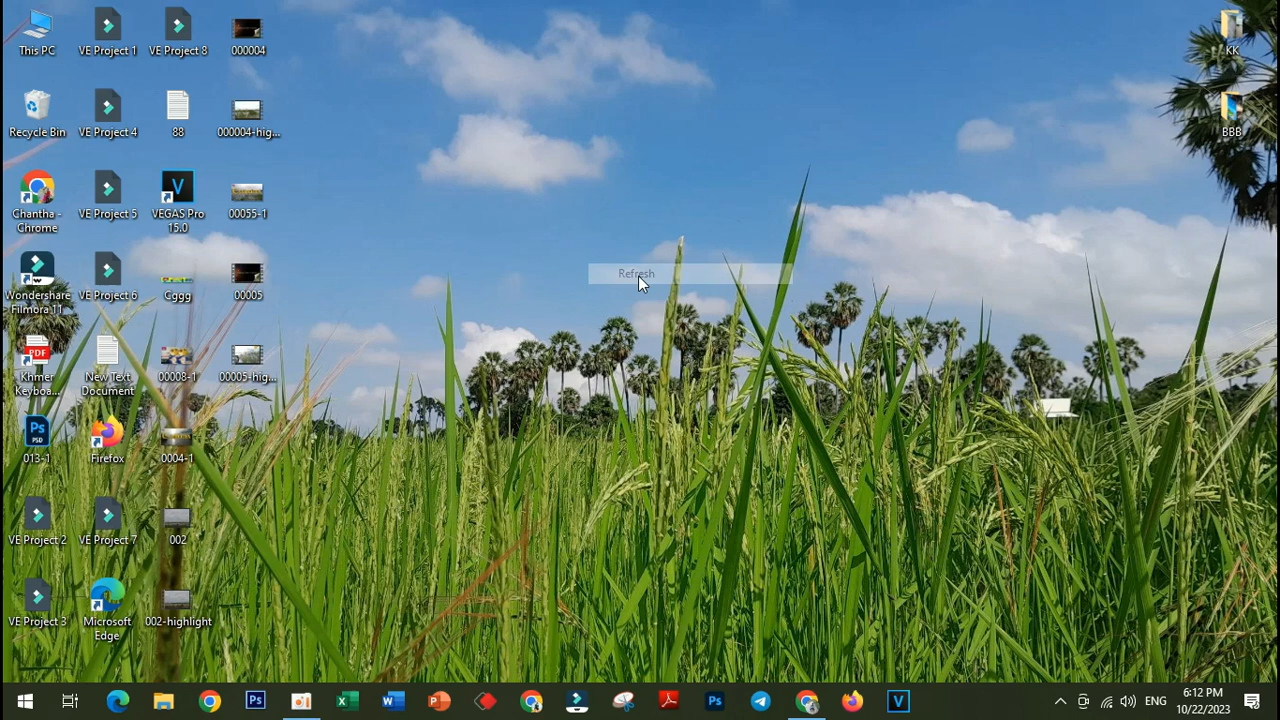 This PC
VE Project 1
VE Project 8
000004
KK
Recycle Bin
VE Project 4
88
000004-hig...
BBB
Chantha -
Chrome
VE Project 5
VEGAS Pro
15.0
00055-1
Wondershare
Filmora 11
VE Project 6
Cggg
00005
Refresh
Khmer
Keyboa...
New Text
Document
00008-1
00005-hig...
013-1
Firefox
0004-1
VE Project 2
VE Project 7
002
VE Project 3
Microsoft
Edge
002-highlight
ENG
6:12 PM
10/22/2023